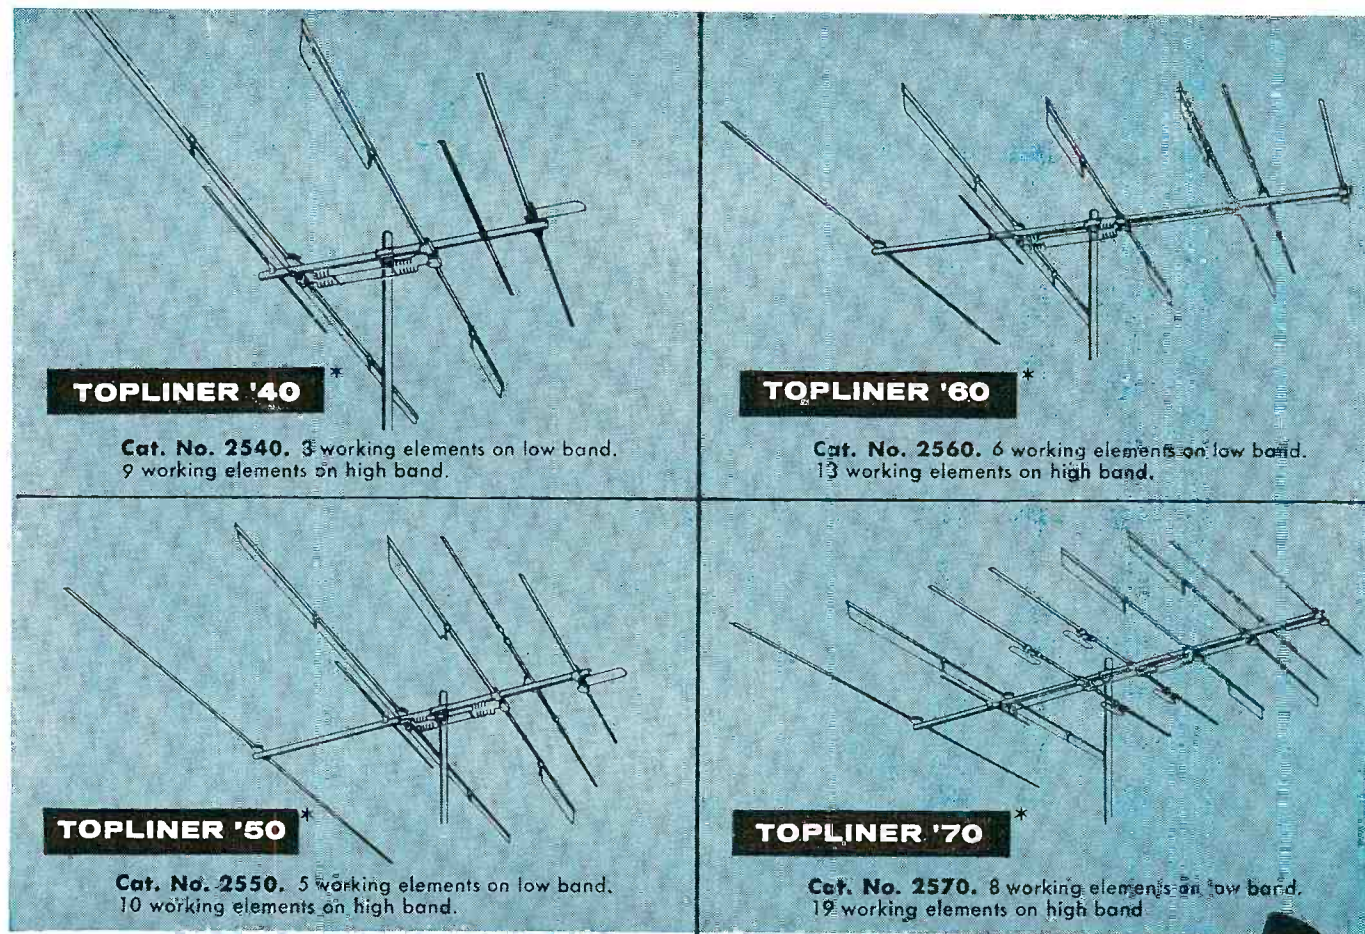 TOPLINER '40 *
Cat. No. 2540. 3 working elements on low band.
9 working elements on high band.
TOPLINER '60 *
Cat. No. 2560. 6 working elements on low band.
13 working elements on high band.
TOPLINER '50 *
Cat. No. 2550. 5 working elements on low band.
10 working elements on high band.
TOPLINER '70 *
Cat. No. 2570. 8 working elements on low band.
19 working elements on high band